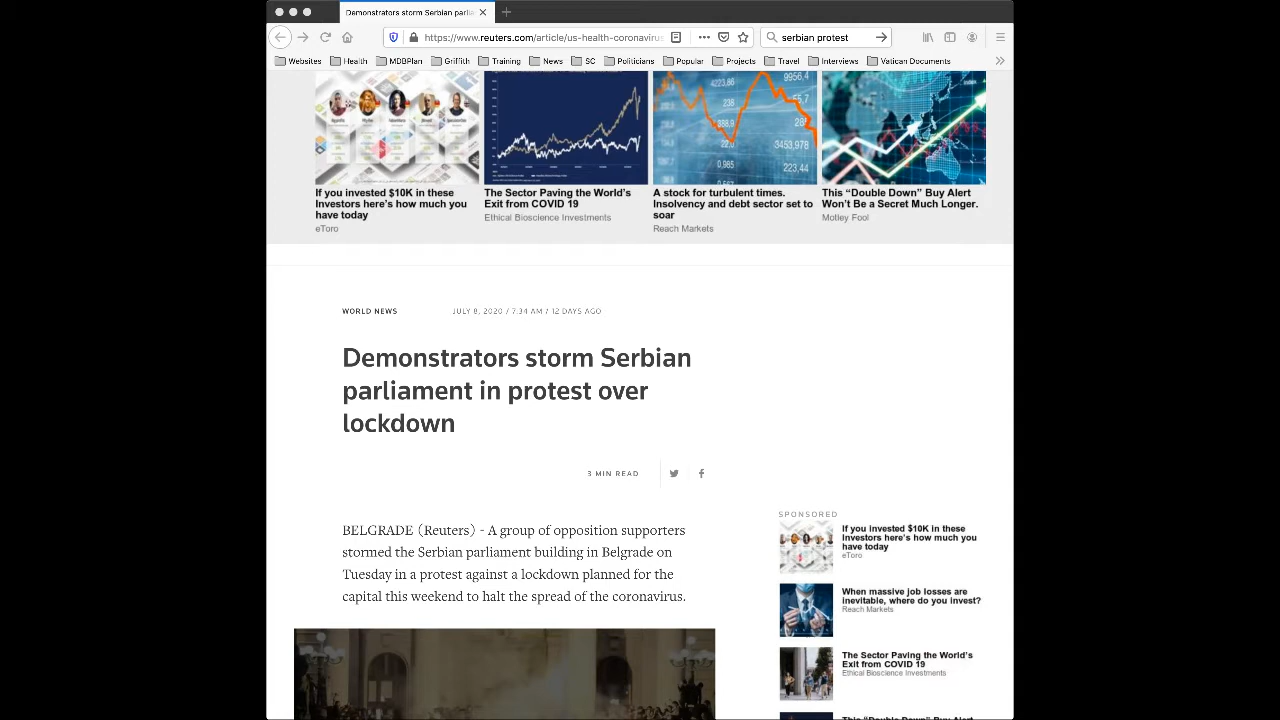 Demonstrators storm Serbian parlia
https://www.reuters.com/article/us-health-coronavirus
serbian protest
Websites Health MDBPlan Griffith Training News SC Politicians Popular Projects Travel Interviews Vatican Documents
If you invested $10K in these
Investors here's how much you
have today
eToro
The Sector Paving the World's
Exit from COVID 19
Ethical Bioscience Investments
A stock for turbulent times.
Insolvency and debt sector set to
soar
Reach Markets
This “Double Down” Buy Alert
Won't Be a Secret Much Longer.
Motley Fool
WORLD NEWS
JULY 8, 2020 / 7:34 AM / 12 DAYS AGO
Demonstrators storm Serbian
parliament in protest over
lockdown
3 MIN READ
BELGRADE (Reuters) - A group of opposition supporters
stormed the Serbian parliament building in Belgrade on
Tuesday in a protest against a lockdown planned for the
capital this weekend to halt the spread of the coronavirus.
SPONSORED
If you invested $10K in these
Investors here's how much you
have today
eToro
When massive job losses are
inevitable, where do you invest?
Reach Markets
The Sector Paving the World's
Exit from COVID 19
Ethical Bioscience Investments
This “Double Down” Buy Alert